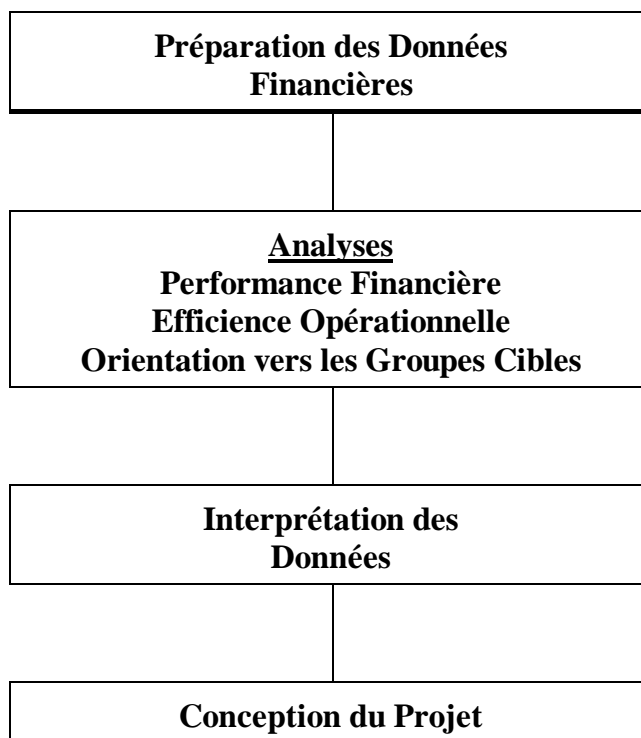 Préparation des Données
Financières
Analyses
Performance Financière
Efficience Opérationnelle
Orientation vers les Groupes Cibles
Interprétation des
Données
Conception du Projet